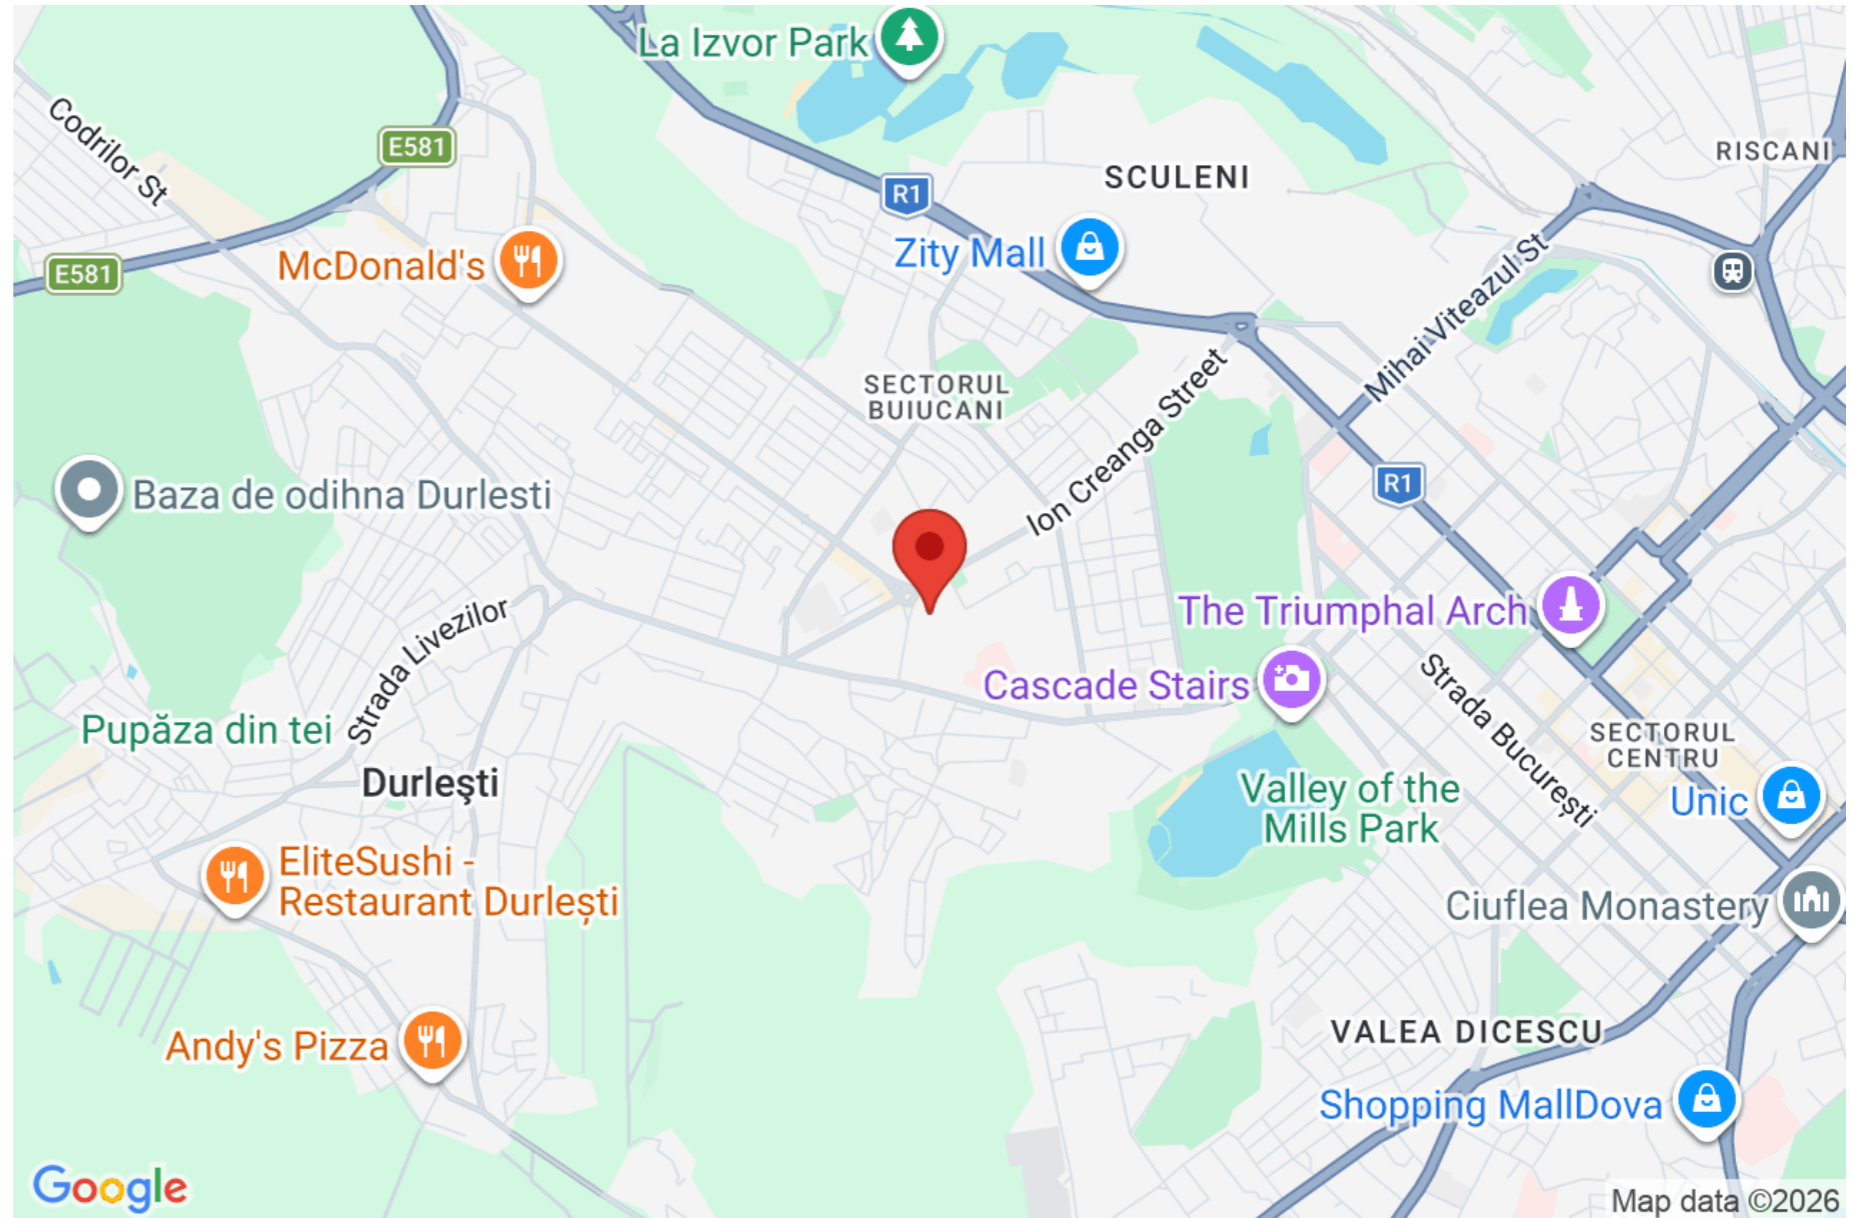 La Izvor Park
Codrilor St
E581
RISCANI
SCULENI
R1
Zity Mall
McDonald's
E581
Mihai Viteazul St
SECTORUL
BUIUCANI
Ion Creanga Street
R1
Baza de odihna Durlesti
Strada Livezilor
The Triumphal Arch
Cascade Stairs
Strada București
Pupăza din tei
SECTORUL
CENTRU
Durleşti
Valley of the
Mills Park
Unic
EliteSushi -
Restaurant Durlești
Ciuflea Monastery
VALEA DICESCU
Andy's Pizza
Shopping MallDova
Google
Map data ©2026